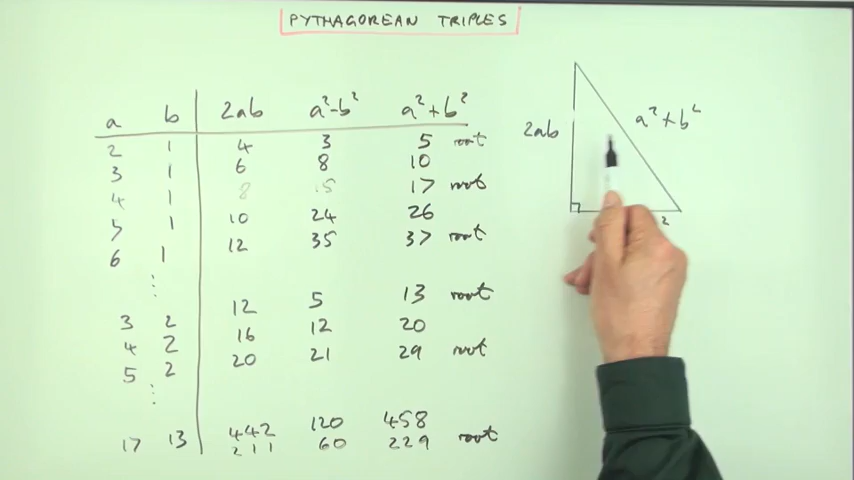 PYTHAGOREAN TRIPLES
a b 2ab a²-b² a²+b²
2 1 4 3 5 root
3 1 6 8 10
4 1 8 15 17 root
5 1 10 24 26
6 1 12 35 37 root
⋮
3 2 12 5 13 root
4 2 16 12 20
5 2 20 21 29 root
⋮
17 13 442 120 458
211 60 229 root
2ab a²+b²
2